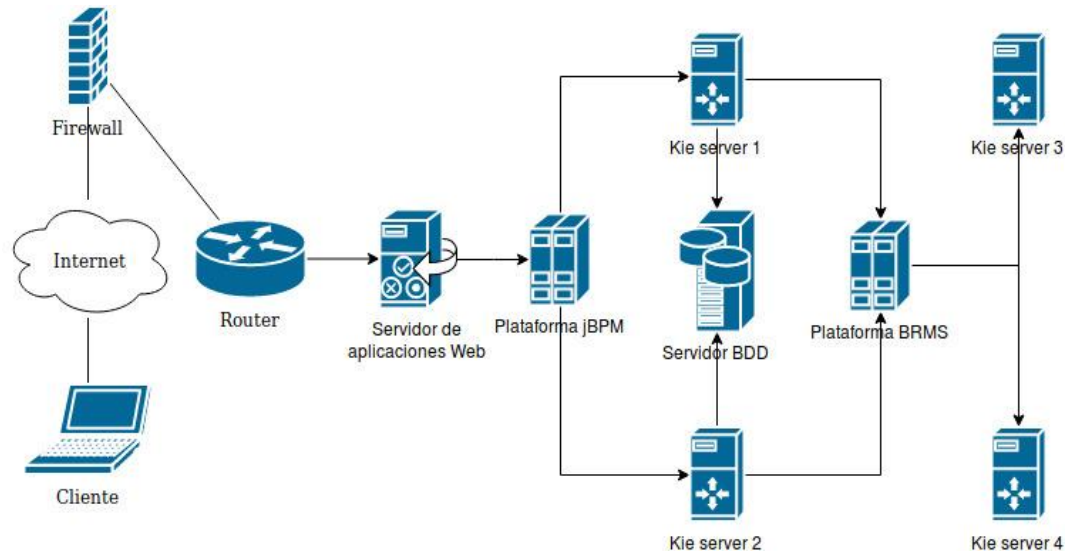 Firewall
Internet
Cliente
Router
Servidor de
aplicaciones Web
Plataforma jBPM
Kie server 1
Servidor BDD
Kie server 2
Plataforma BRMS
Kie server 3
Kie server 4